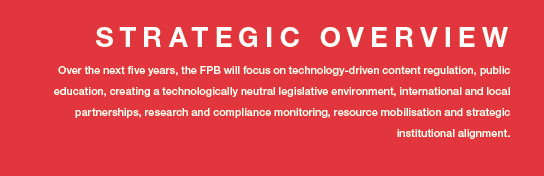 STRATEGIC OVERVIEW
Over the next five years, the FPB will focus on technology-driven content regulation, public
education, creating a technologically neutral legislative environment, international and local
partnerships, research and compliance monitoring, resource mobilisation and strategic
institutional alignment.